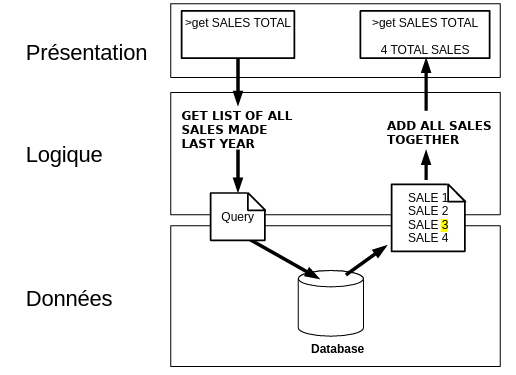 Présentation
>get SALES TOTAL
>get SALES TOTAL
4 TOTAL SALES
Logique
GET LIST OF ALL
SALES MADE
LAST YEAR
ADD ALL SALES
TOGETHER
Query
SALE 1
SALE 2
SALE 3
SALE 4
Données
Database